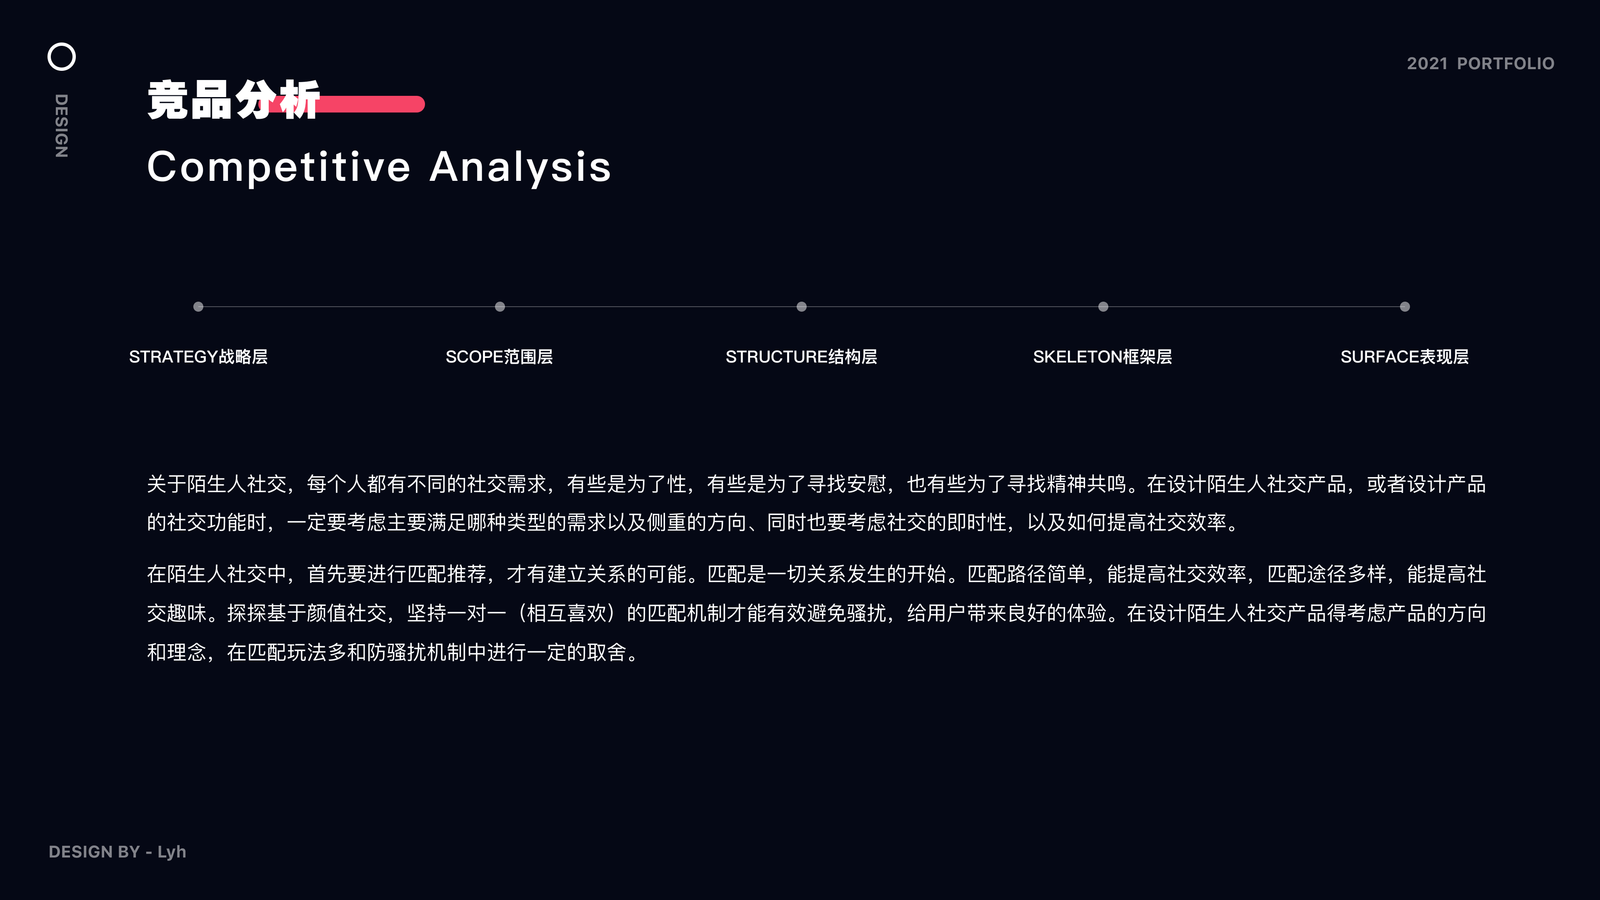 2021 PORTFOLIO
DESIGN
竞品分析
Competitive Analysis
STRATEGY战略层
SCOPE范围层
STRUCTURE结构层
SKELETON框架层
SURFACE表现层
关于陌生人社交，每个人都有不同的社交需求，有些是为了性，有些是为了寻找安慰，也有些为了寻找精神共鸣。在设计陌生人社交产品，或者设计产品
的社交功能时，一定要考虑主要满足哪种类型的需求以及侧重的方向、同时也要考虑社交的即时性，以及如何提高社交效率。
在陌生人社交中，首先要进行匹配推荐，才有建立关系的可能。匹配是一切关系发生的开始。匹配路径简单，能提高社交效率，匹配途径多样，能提高社
交趣味。探探基于颜值社交，坚持一对一（相互喜欢）的匹配机制才能有效避免骚扰，给用户带来良好的体验。在设计陌生人社交产品得考虑产品的方向
和理念，在匹配玩法多和防骚扰机制中进行一定的取舍。
DESIGN BY - Lyh